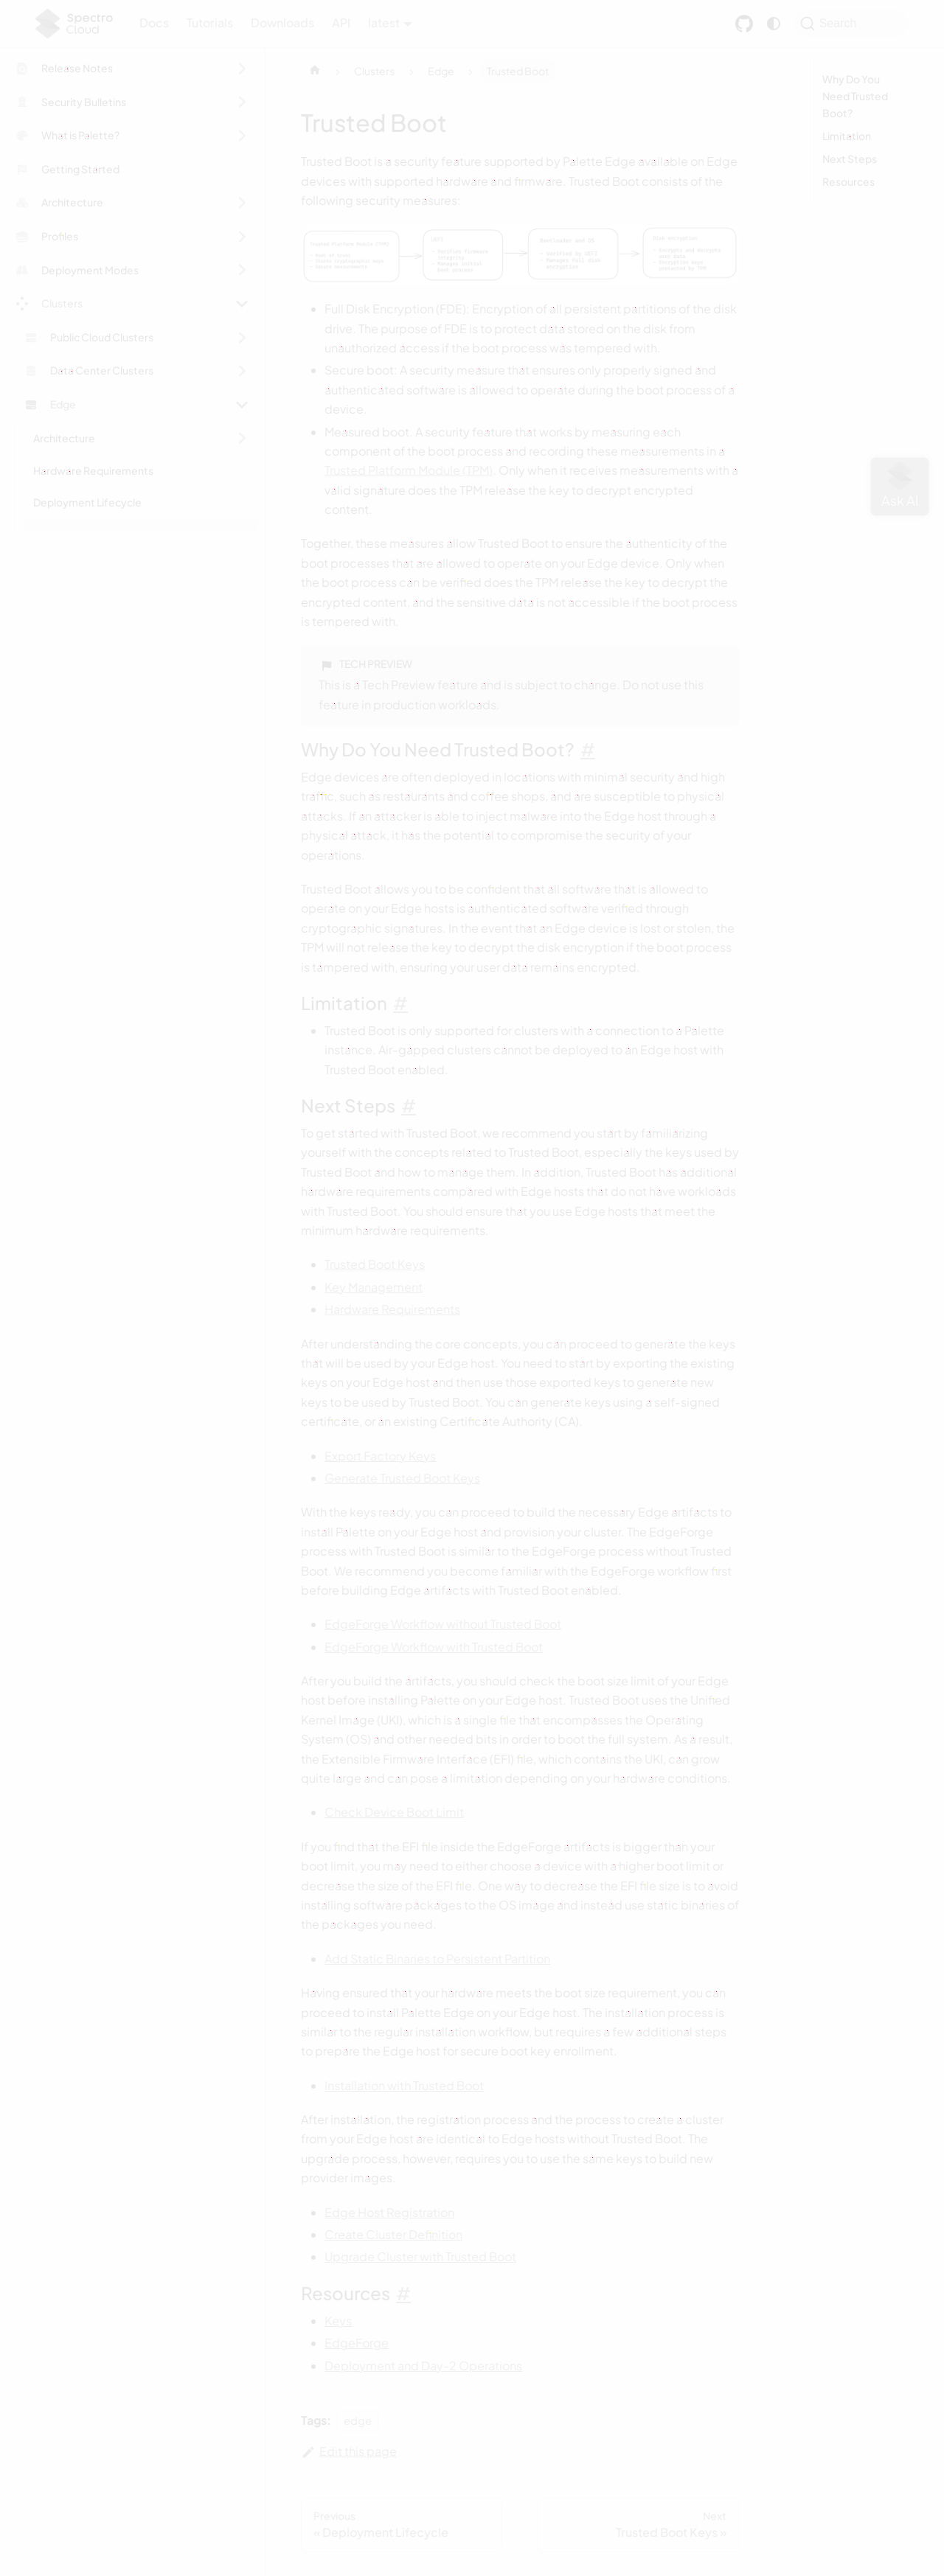 Spectro Cloud
Docs Tutorials Downloads API latest
Search
Release Notes
Security Bulletins
What is Palette?
Getting Started
Architecture
Profiles
Deployment Modes
Clusters
Public Cloud Clusters
Data Center Clusters
Edge
Architecture
Hardware Requirements
Deployment Lifecycle
Clusters Edge Trusted Boot
Trusted Boot
Trusted Boot is a security feature supported by Palette Edge available on Edge
devices with supported hardware and firmware. Trusted Boot consists of the
following security measures:
Full Disk Encryption (FDE): Encryption of all persistent partitions of the disk
drive. The purpose of FDE is to protect data stored on the disk from
unauthorized access if the boot process was tempered with.
Secure boot: A security measure that ensures only properly signed and
authenticated software is allowed to operate during the boot process of a
device.
Measured boot: A security feature that works by measuring each
component of the boot process and recording these measurements in a
Trusted Platform Module (TPM). Only when it receives measurements with a
valid signature does the TPM release the key to decrypt encrypted
content.
Together, these measures allow Trusted Boot to ensure the authenticity of the
boot processes that are allowed to operate on your Edge device. Only when
the boot process can be verified does the TPM release the key to decrypt the
encrypted content, and the sensitive data is not accessible if the boot process
is tempered with.
TECH PREVIEW
This is a Tech Preview feature and is subject to change. Do not use this
feature in production workloads.
Why Do You Need Trusted Boot? #
Edge devices are often deployed in locations with minimal security and high
traffic, such as restaurants and coffee shops, and are susceptible to physical
attacks. If an attacker is able to inject malware into the Edge host through a
physical attack. It has the potential to compromise the security of your
operations.
Trusted Boot allows you to be confident that all software that is allowed to
operate on your Edge hosts is authenticated software verified through
cryptographic signatures. In the event that an Edge device is lost or stolen, the
TPM will not release the key to decrypt the disk encryption if the boot process
is tampered with, ensuring your user data remains encrypted.
Limitation #
Trusted Boot is only supported for clusters with a connection to a Palette
instance. Air-gapped clusters cannot be deployed to an Edge host with
Trusted Boot enabled.
Next Steps #
To get started with Trusted Boot, we recommend you start by familiarizing
yourself with the concepts related to Trusted Boot, especially the keys used by
Trusted Boot and how to manage them. In addition, Trusted Boot has additional
hardware requirements compared with Edge hosts that do not have workloads
with Trusted Boot. You should ensure that you use Edge hosts that meet the
minimum hardware requirements.
Trusted Boot Keys
Key Management
Hardware Requirements
After understanding the core concepts, you can proceed to generate the keys
that will be used by your Edge host. You need to start by exporting the existing
keys on your Edge host and then use those exported keys to generate new
keys to be used by Trusted Boot. You can generate keys using a self-signed
certificate, or an existing Certificate Authority (CA).
Export Factory Keys
Generate Trusted Boot Keys
With the keys ready, you can proceed to build the necessary Edge artifacts to
install Palette on your Edge host and provision your cluster. The EdgeForge
process with Trusted Boot is similar to the EdgeForge process without Trusted
Boot. We recommend you become familiar with the EdgeForge workflow first
before building Edge artifacts with Trusted Boot enabled.
EdgeForge Workflow without Trusted Boot
EdgeForge Workflow with Trusted Boot
After you build the artifacts, you should check the boot size limit of your Edge
host before installing Palette on your Edge host. Trusted Boot uses the Unified
Kernel Image (UKI), which is a single file that encompasses the Operating
System (OS) and other needed bits in order to boot the full system. As a result,
the Extensible Firmware Interface (EFI) file, which contains the UKI, can grow
quite large and can pose a limitation depending on your hardware conditions.
Check Device Boot Limit
If you find that the EFI file inside the EdgeForge artifacts is bigger than your
boot limit, you may need to either choose a device with a higher boot limit or
decrease the size of the EFI file. One way to decrease the EFI file size is to avoid
installing software packages to the OS image and instead use static binaries of
the packages you need.
Add Static Binaries to Persistent Partition
Having ensured that your hardware meets the boot size requirement, you can
proceed to install Palette Edge on your Edge host. The installation process is
similar to the regular installation workflow, but requires a few additional steps
to prepare the Edge host for secure boot key enrollment.
Installation with Trusted Boot
After installation, the registration process and the process to create a cluster
from your Edge host are identical to Edge hosts without Trusted Boot. The
upgrade process, however, requires you to use the same keys to build new
provider images.
Edge Host Registration
Create Cluster Definition
Upgrade Cluster with Trusted Boot
Resources #
Keys
EdgeForge
Deployment and Day-2 Operations
Tags: edge
Edit this page
Previous
« Deployment Lifecycle
Next
Trusted Boot Keys »
Why Do You
Need Trusted
Boot?
Limitation
Next Steps
Resources
Ask AI